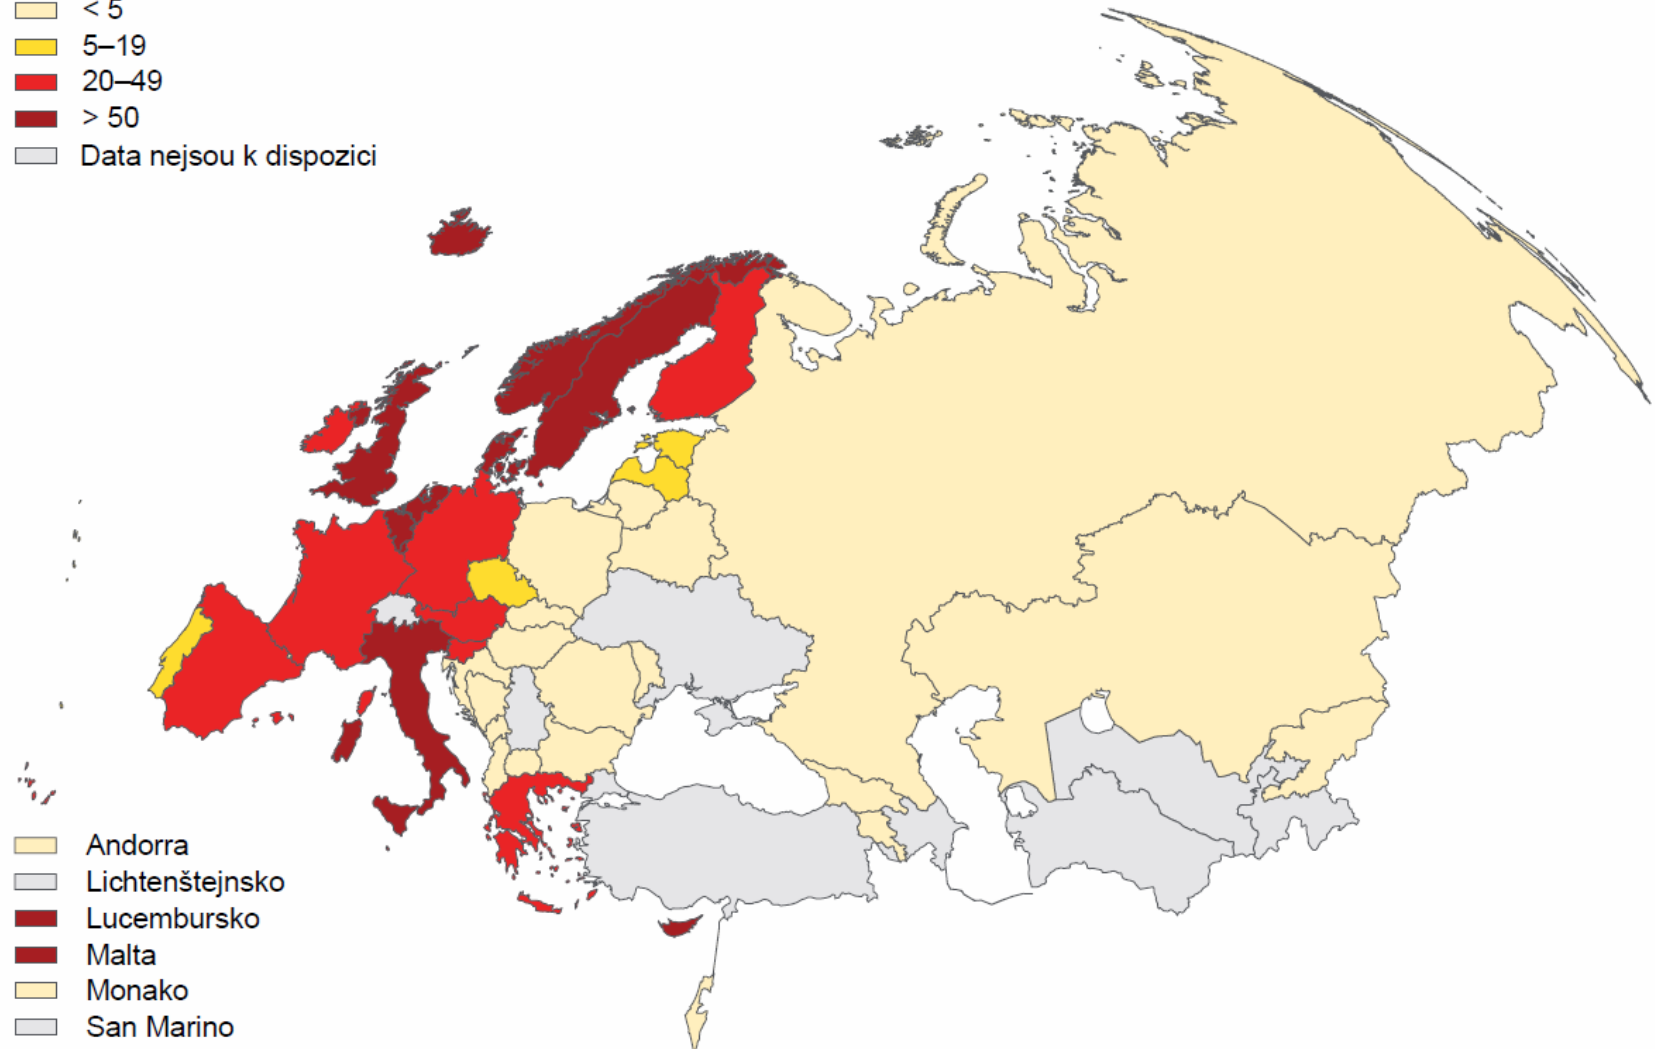 < 5
5–19
20–49
> 50
Data nejsou k dispozici
Andorra
Lichtenštejnsko
Lucembursko
Malta
Monako
San Marino